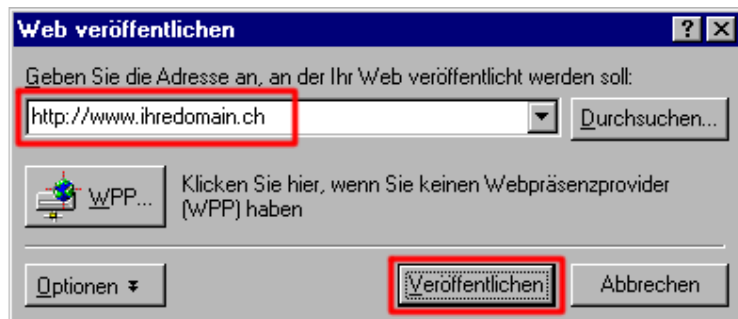 Web veröffentlichen ? X
Geben Sie die Adresse an, an der Ihr Web veröffentlicht werden soll:
http://www.ihredomain.ch Durchsuchen...
WPP... Klicken Sie hier, wenn Sie keinen Webpräsenzprovider
(WPP) haben
Optionen Veröffentlichen Abbrechen